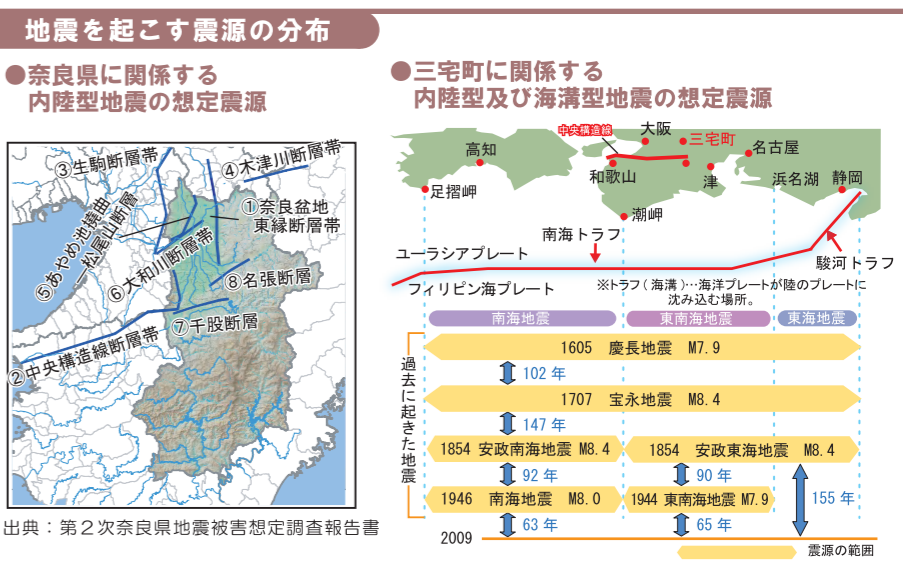 地震を起こす震源の分布
●奈良県に関係する
内陸型地震の想定震源
③生駒断層帯
④木津川断層帯
①奈良盆地
東縁断層帯
⑤あやめ池撓曲
松尾山断層
⑥大和川断層帯
⑧名張断層
⑦千股断層
②中央構造線断層帯
出典：第２次奈良県地震被害想定調査報告書
●三宅町に関係する
内陸型及び海溝型地震の想定震源
中央構造線
大阪
三宅町
高知
名古屋
和歌山
津
浜名湖
静岡
足摺岬
潮岬
南海トラフ
ユーラシアプレート
駿河トラフ
フィリピン海プレート
※トラフ（海溝）…海洋プレートが陸のプレートに
沈み込む場所。
南海地震
東南海地震
東海地震
過去に起きた地震
1605 慶長地震 M7.9
102 年
1707 宝永地震 M8.4
147 年
1854 安政南海地震 M8.4
1854 安政東海地震 M8.4
92 年
90 年
155 年
1946 南海地震 M8.0
1944 東南海地震 M7.9
63 年
65 年
2009
震源の範囲